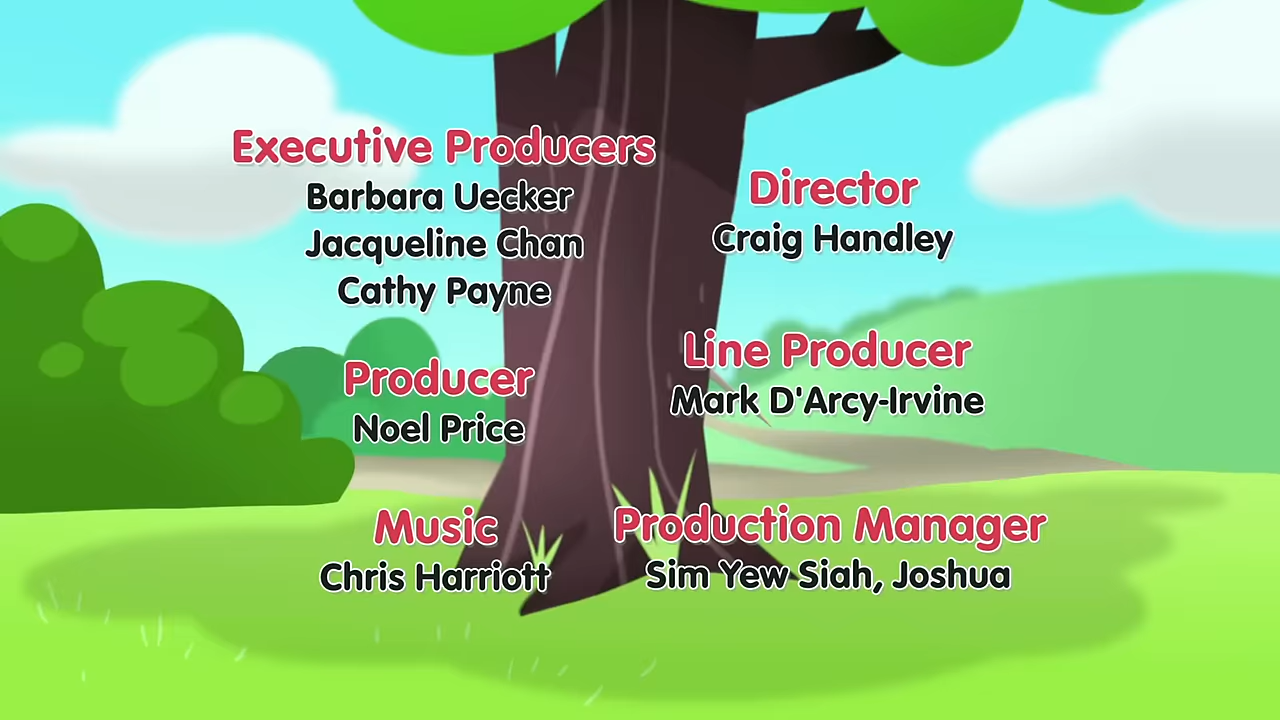 Executive Producers
Barbara Uecker
Jacqueline Chan
Cathy Payne
Producer
Noel Price
Music
Chris Harriott
Director
Craig Handley
Line Producer
Mark D'Arcy-Irvine
Production Manager
Sim Yew Siah, Joshua